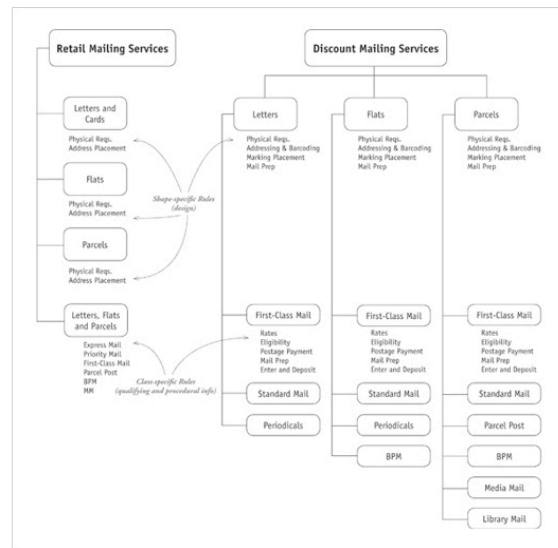 Retail Mailing Services
Letters and
Cards
Physical Reqs.
Address Placement
Flats
Physical Reqs.
Address Placement
Parcels
Physical Reqs.
Address Placement
Letters, Flats
and Parcels
Express Mail
Priority Mail
First-Class Mail
Parcel Post
BPM
MM
Shape-specific Rules
(design)
Class-specific Rules
(qualifying and procedural info)
Discount Mailing Services
Letters
Physical Reqs.
Addressing & Barcoding
Marking Placement
Mail Prep
First-Class Mail
Rates
Eligibility
Postage Payment
Mail Prep
Enter and Deposit
Standard Mail
Periodicals
Flats
Physical Reqs.
Addressing & Barcoding
Marking Placement
Mail Prep
First-Class Mail
Rates
Eligibility
Postage Payment
Mail Prep
Enter and Deposit
Standard Mail
Periodicals
BPM
Parcels
Physical Reqs.
Addressing & Barcoding
Marking Placement
Mail Prep
First-Class Mail
Rates
Eligibility
Postage Payment
Mail Prep
Enter and Deposit
Standard Mail
Parcel Post
BPM
Media Mail
Library Mail